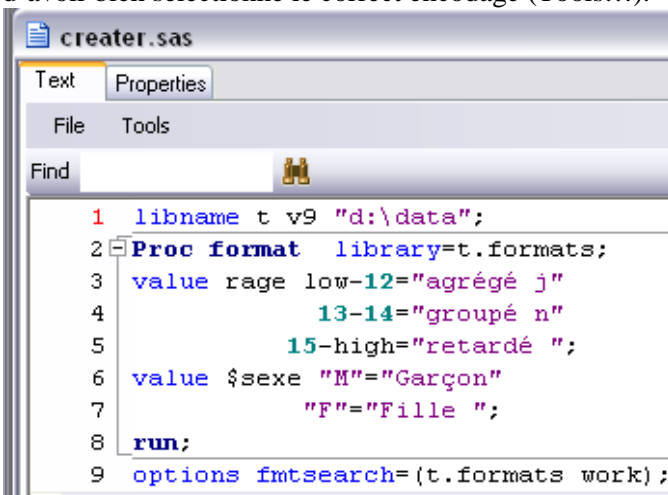 creater.sas
Text Properties
File Tools
Find
1 libname t v9 "d:\data";
2 Proc format library=t.formats;
3 value rage low-12="agrégé j"
4 13-14="groupé n"
5 15-high="retardé ";
6 value $sexe "M"="Garçon"
7 "F"="Fille ";
8 run;
9 options fmtsearch=(t.formats work);